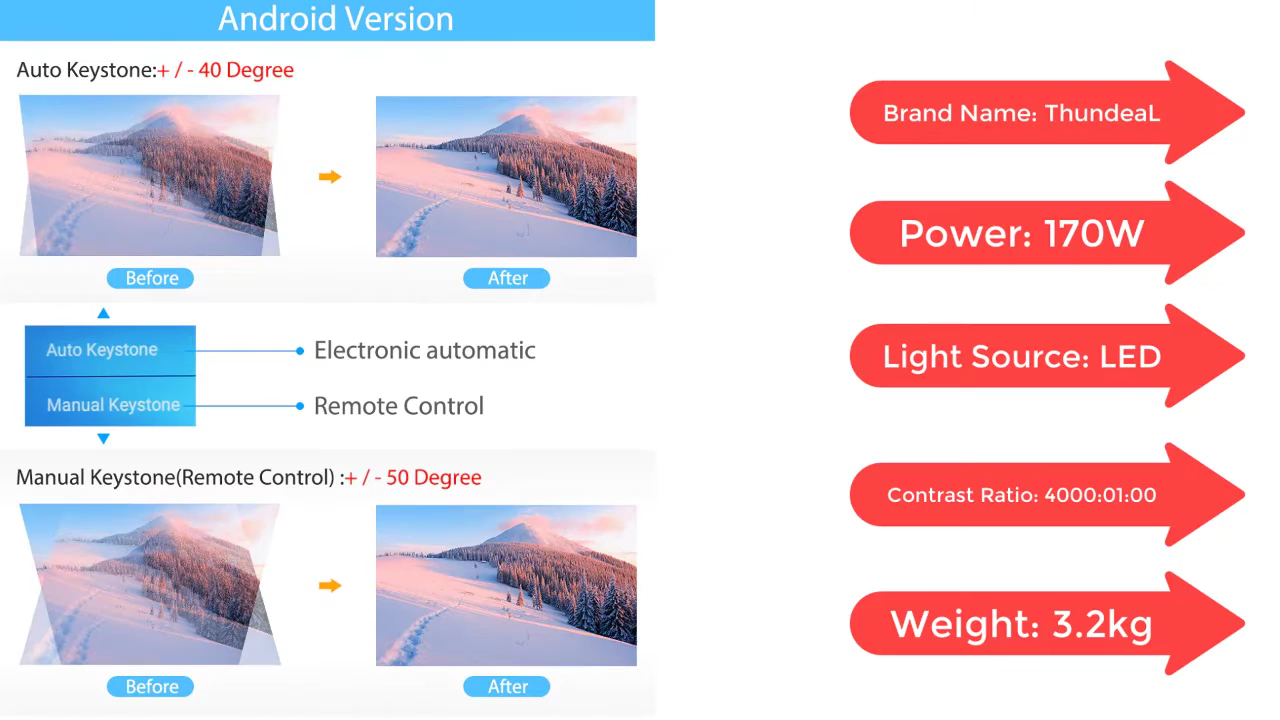 Android Version
Auto Keystone:+ / - 40 Degree
Before
After
Auto Keystone
Electronic automatic
Manual Keystone
Remote Control
Manual Keystone(Remote Control) :+ / - 50 Degree
Before
After
Brand Name: ThundeaL
Power: 170W
Light Source: LED
Contrast Ratio: 4000:01:00
Weight: 3.2kg